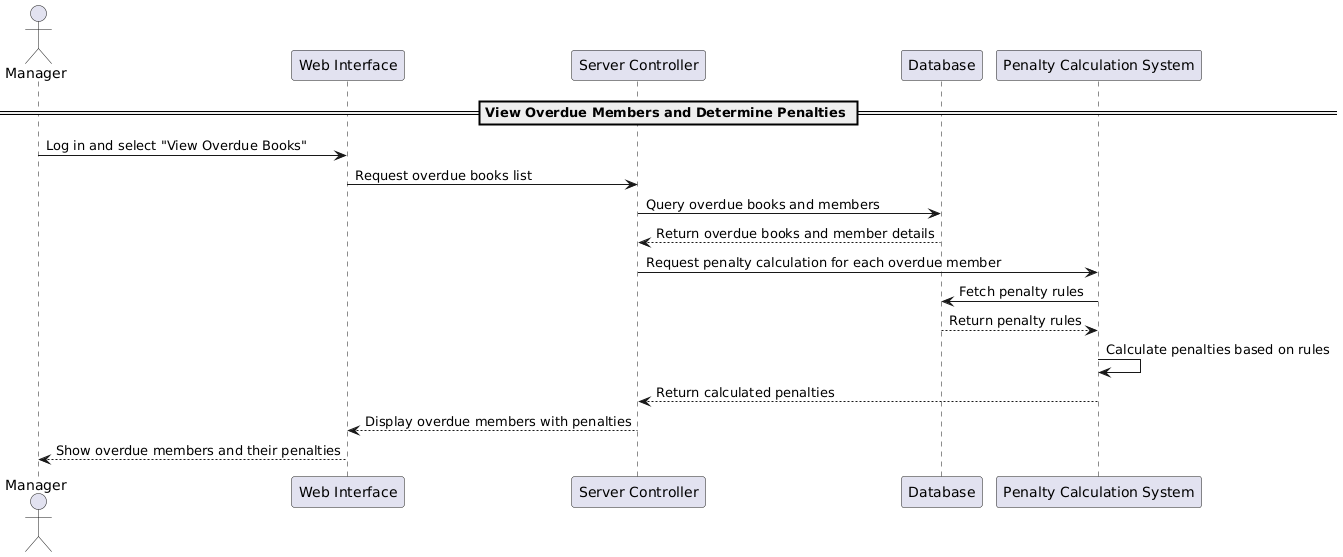 Manager
Web Interface
Server Controller
Database
Penalty Calculation System
View Overdue Members and Determine Penalties
Log in and select "View Overdue Books"
Request overdue books list
Query overdue books and members
Return overdue books and member details
Request penalty calculation for each overdue member
Fetch penalty rules
Return penalty rules
Calculate penalties based on rules
Return calculated penalties
Display overdue members with penalties
Show overdue members and their penalties
Manager
Web Interface
Server Controller
Database
Penalty Calculation System